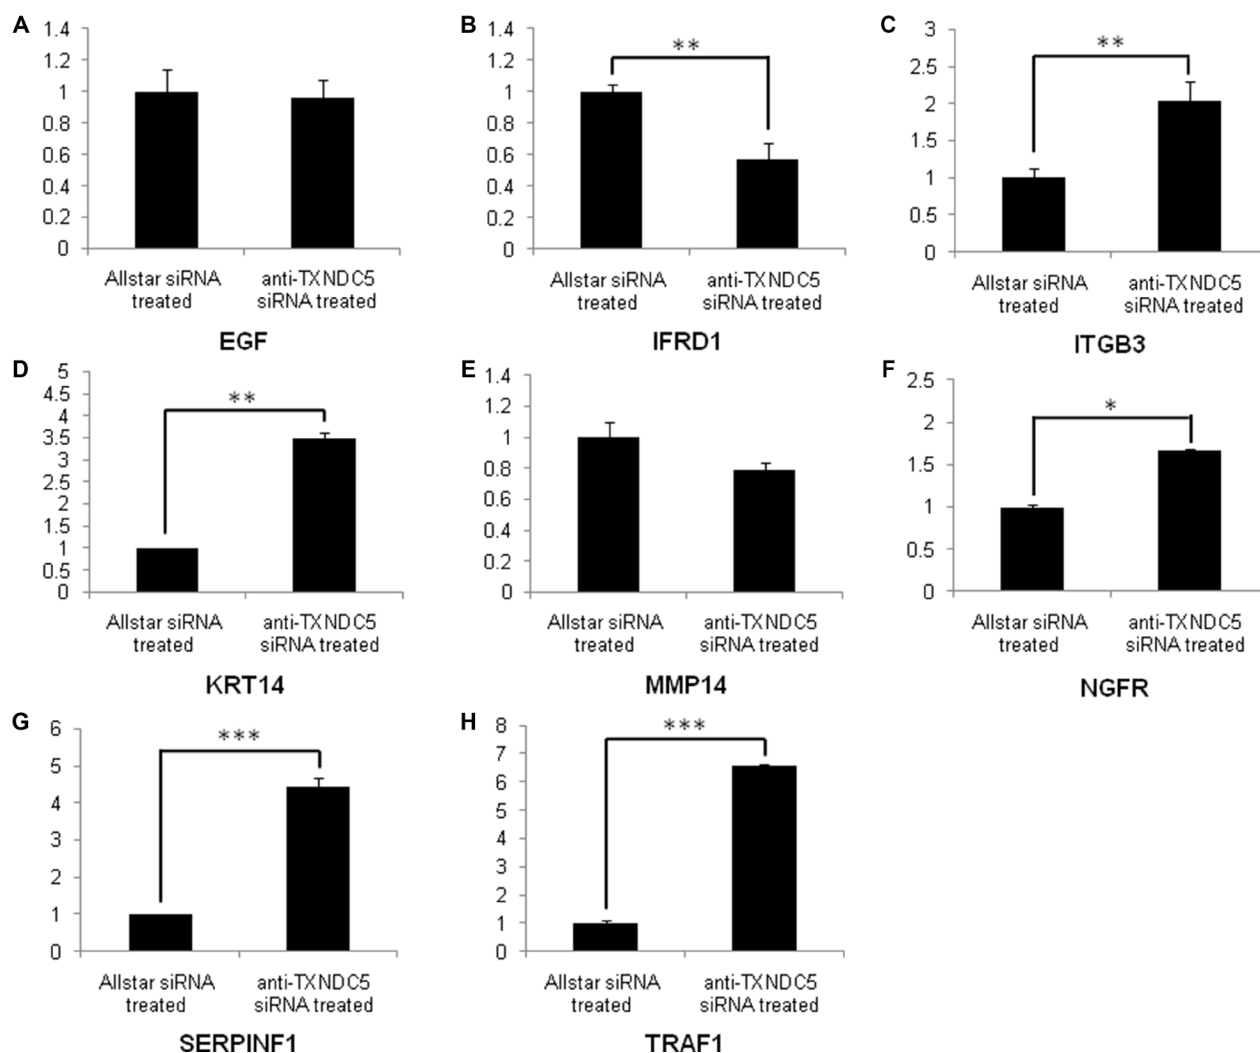 A
1.4
1.2
1
0.8
0.6
0.4
0.2
0
Allstar siRNA
treated
anti-TXNDC5
siRNA treated
EGF
B
1.4
1.2
1
0.8
0.6
0.4
0.2
0
**
Allstar siRNA
treated
anti-TXNDC5
siRNA treated
IFRD1
C
3
2.5
2
1.5
1
0.5
0
**
Allstar siRNA
treated
anti-TXNDC5
siRNA treated
ITGB3
D
5
4.5
4
3.5
3
2.5
2
1.5
1
0.5
0
**
Allstar siRNA
treated
anti-TXNDC5
siRNA treated
KRT14
E
1.4
1.2
1
0.8
0.6
0.4
0.2
0
Allstar siRNA
treated
anti-TXNDC5
siRNA treated
MMP14
F
2.5
2
1.5
1
0.5
0
*
Allstar siRNA
treated
anti-TXNDC5
siRNA treated
NGFR
G
6
5
4
3
2
1
0
***
Allstar siRNA
treated
anti-TXNDC5
siRNA treated
SERPINF1
H
8
7
6
5
4
3
2
1
0
***
Allstar siRNA
treated
anti-TXNDC5
siRNA treated
TRAF1